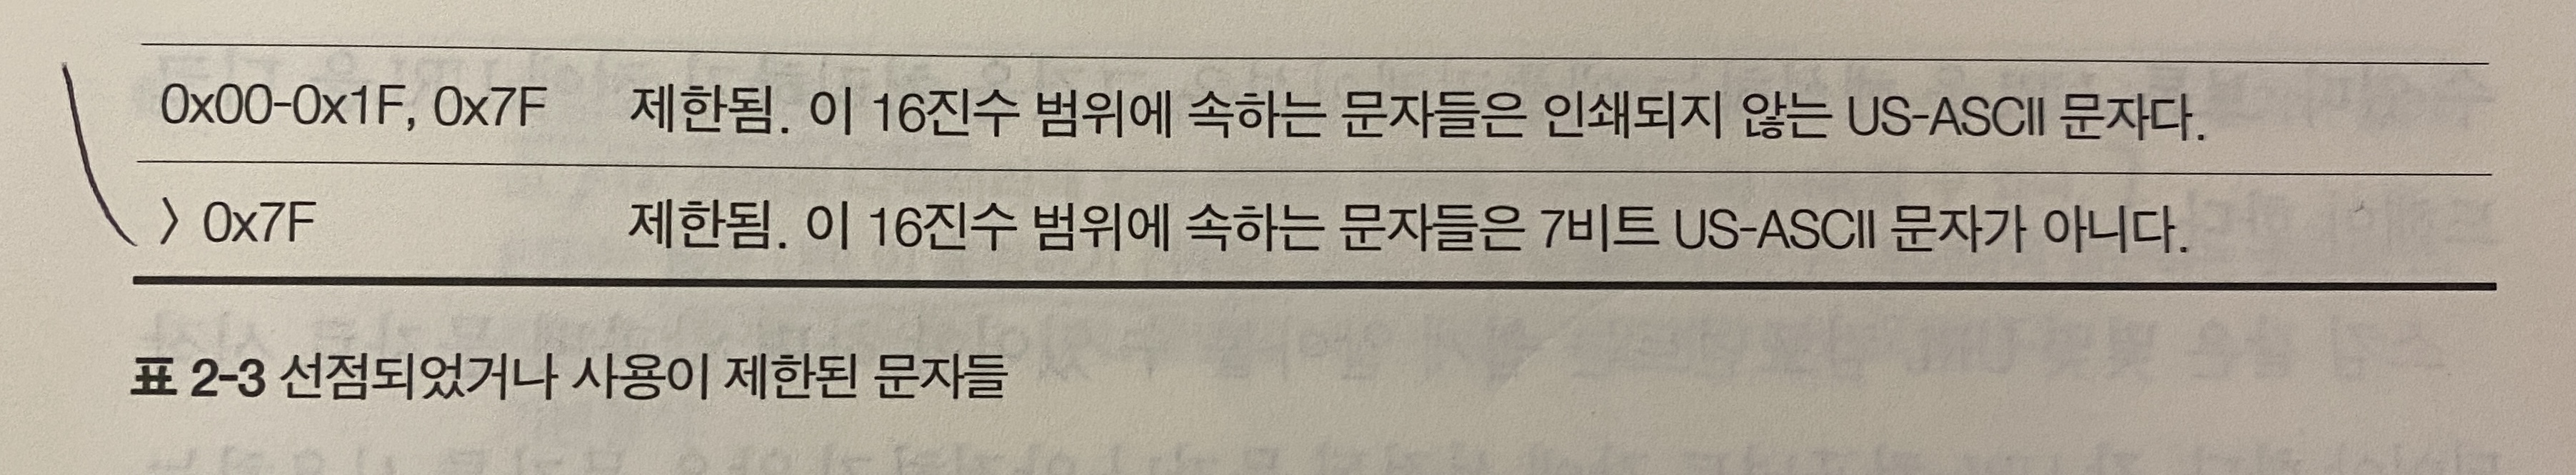 0x00-0x1F, 0x7F 제한됨. 이 16진수 범위에 속하는 문자들은 인쇄되지 않는 US-ASCII 문자다.
〉 0x7F 제한됨. 이 16진수 범위에 속하는 문자들은 7비트 US-ASCII 문자가 아니다.
표 2-3 선점되었거나 사용이 제한된 문자들